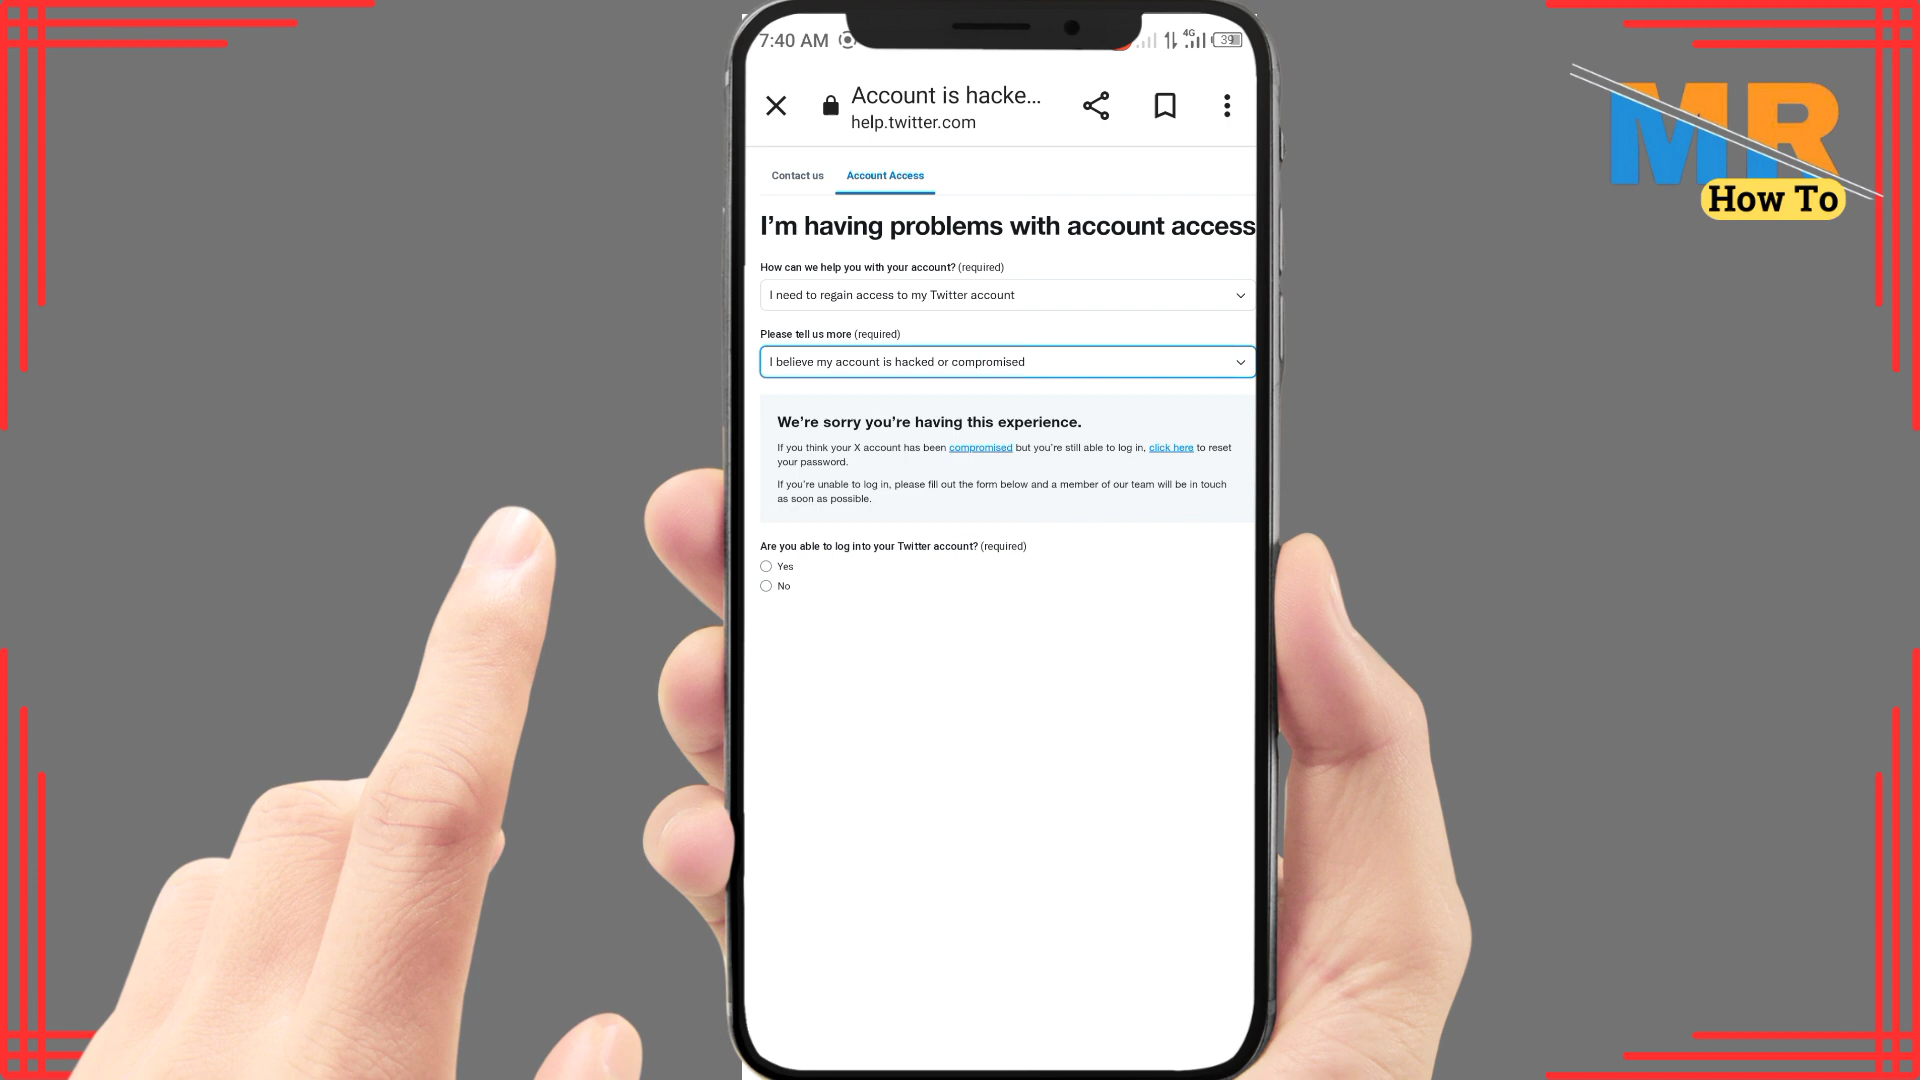 7:40 AM
4G
39
Account is hacke...
help.twitter.com
MR
How To
Contact us
Account Access
I'm having problems with account access
How can we help you with your account? (required)
I need to regain access to my Twitter account
Please tell us more (required)
I believe my account is hacked or compromised
We're sorry you're having this experience.
If you think your X account has been compromised but you're still able to log in, click here to reset
your password.
If you're unable to log in, please fill out the form below and a member of our team will be in touch
as soon as possible.
Are you able to log into your Twitter account? (required)
Yes
No